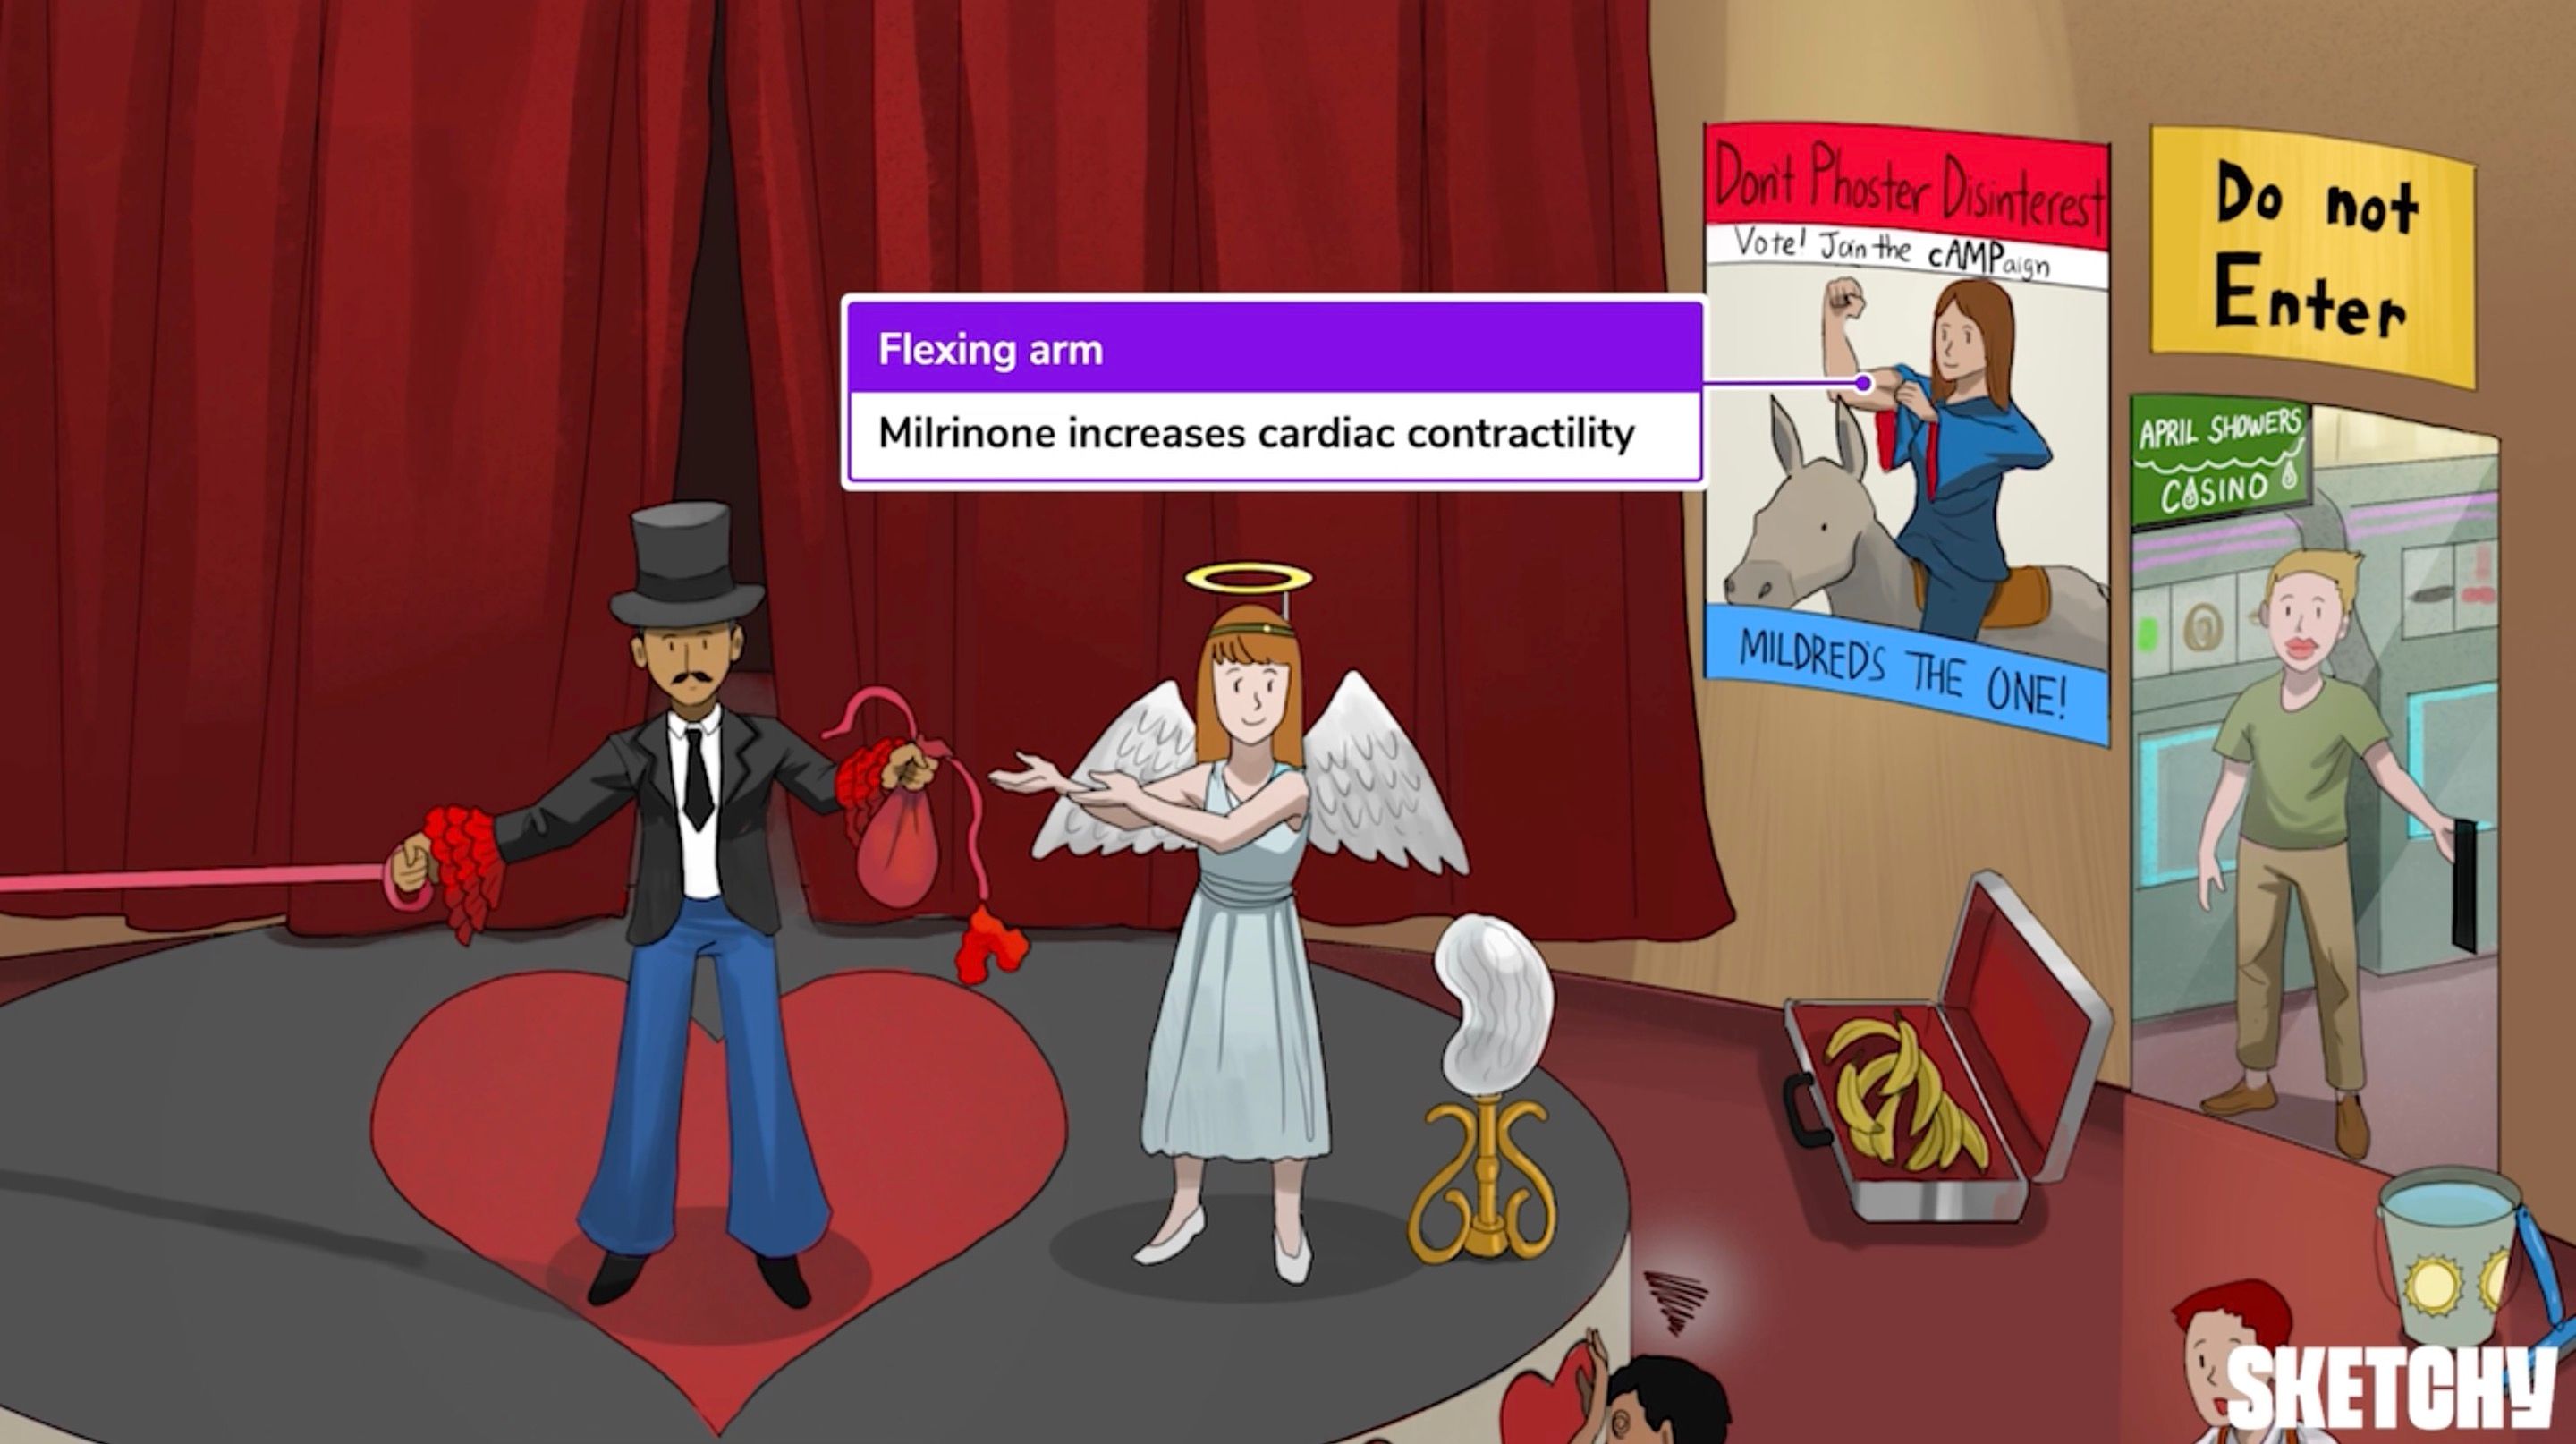 Don't Phoster Disinterest
Vote! Join the cAMPaign
MILDRED'S THE ONE!
Do not
Enter
Flexing arm
Milrinone increases cardiac contractility
APRIL SHOWERS
CASINO
SKETCHY